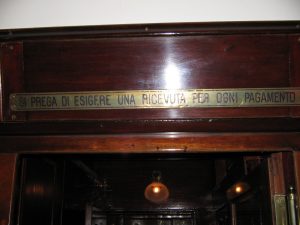 SI PREGA DI ESIGERE UNA RICEVUTA PER OGNI PAGAMENTO